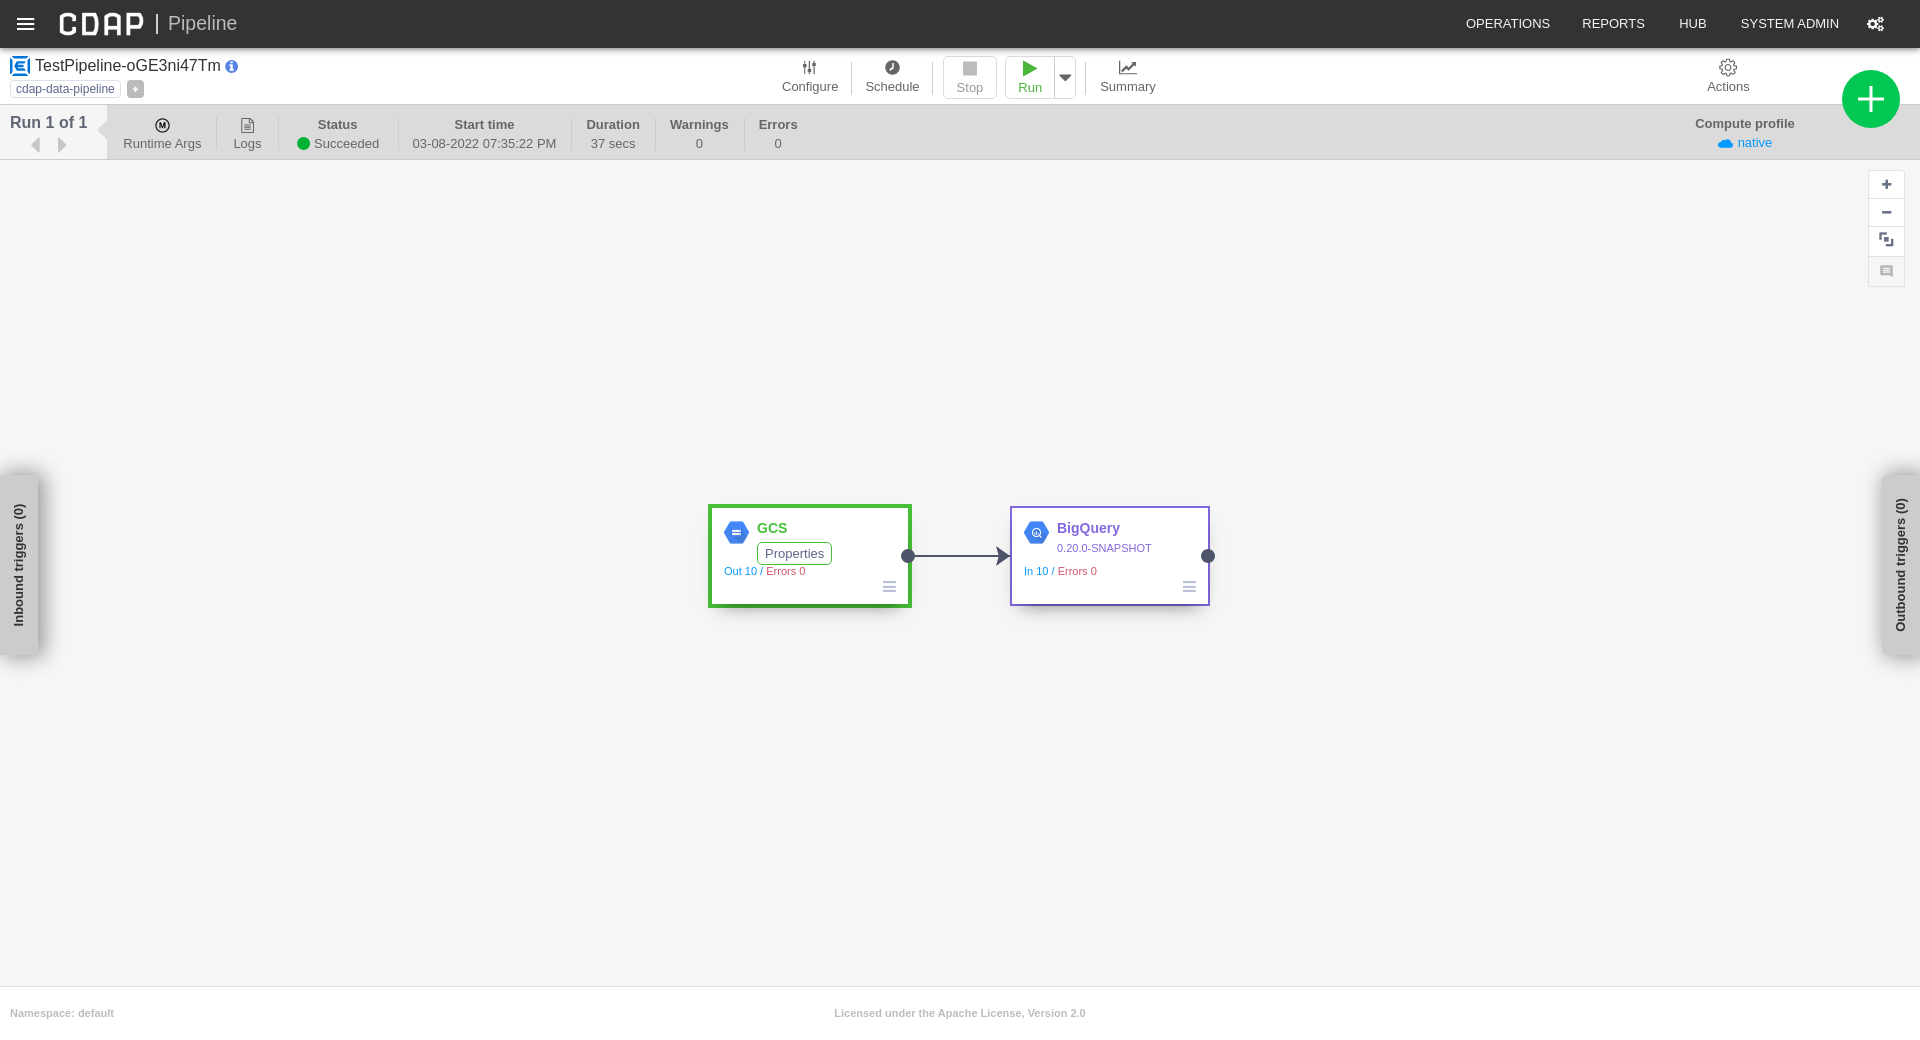 CDAP | Pipeline
OPERATIONS
REPORTS
HUB
SYSTEM ADMIN
TestPipeline-oGE3ni47Tm
cdap-data-pipeline
+
Configure
Schedule
Stop
Run
Summary
Actions
Run 1 of 1
Runtime Args
Logs
Status
Succeeded
Start time
03-08-2022 07:35:22 PM
Duration
37 secs
Warnings
0
Errors
0
Compute profile
native
Inbound triggers (0)
GCS
Properties
Out 10 / Errors 0
BigQuery
0.20.0-SNAPSHOT
In 10 / Errors 0
Outbound triggers (0)
Namespace: default
Licensed under the Apache License, Version 2.0